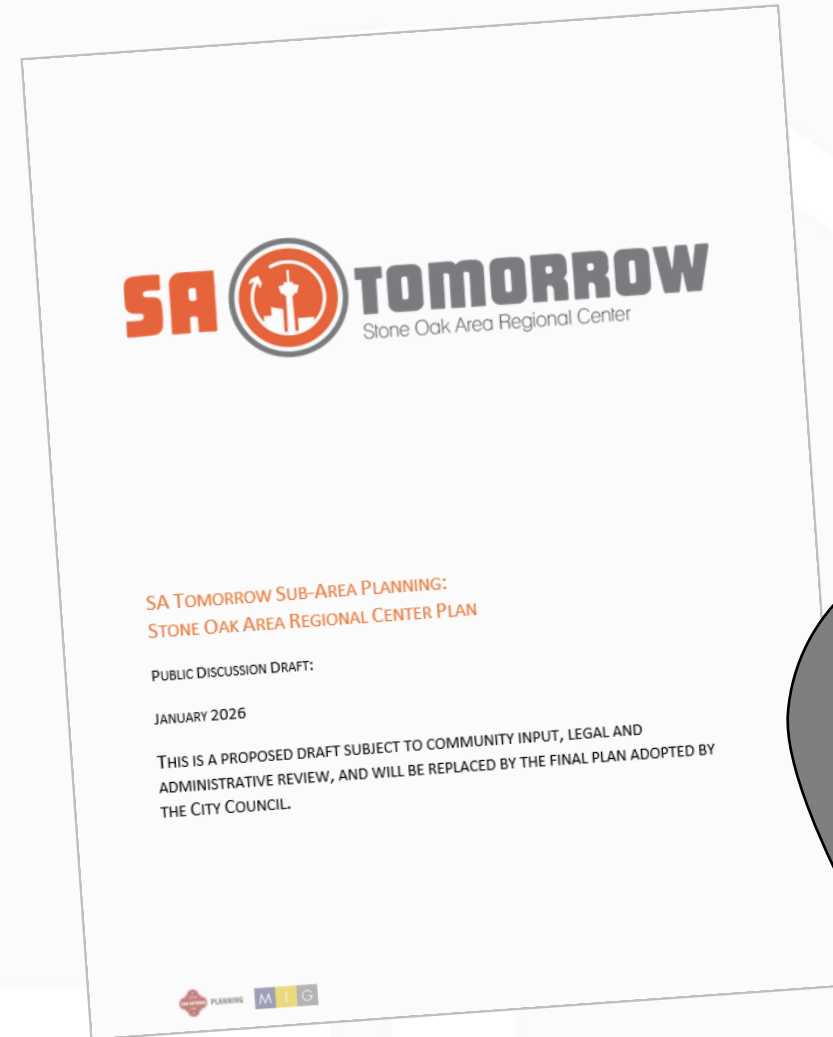 SA TOMORROW
Stone Oak Area Regional Center
SA TOMORROW SUB-AREA PLANNING:
STONE OAK AREA REGIONAL CENTER PLAN
PUBLIC DISCUSSION DRAFT:
JANUARY 2026
THIS IS A PROPOSED DRAFT SUBJECT TO COMMUNITY INPUT, LEGAL AND
ADMINISTRATIVE REVIEW, AND WILL BE REPLACED BY THE FINAL PLAN ADOPTED BY
THE CITY COUNCIL.
SAN ANTONIO PLANNING MIG